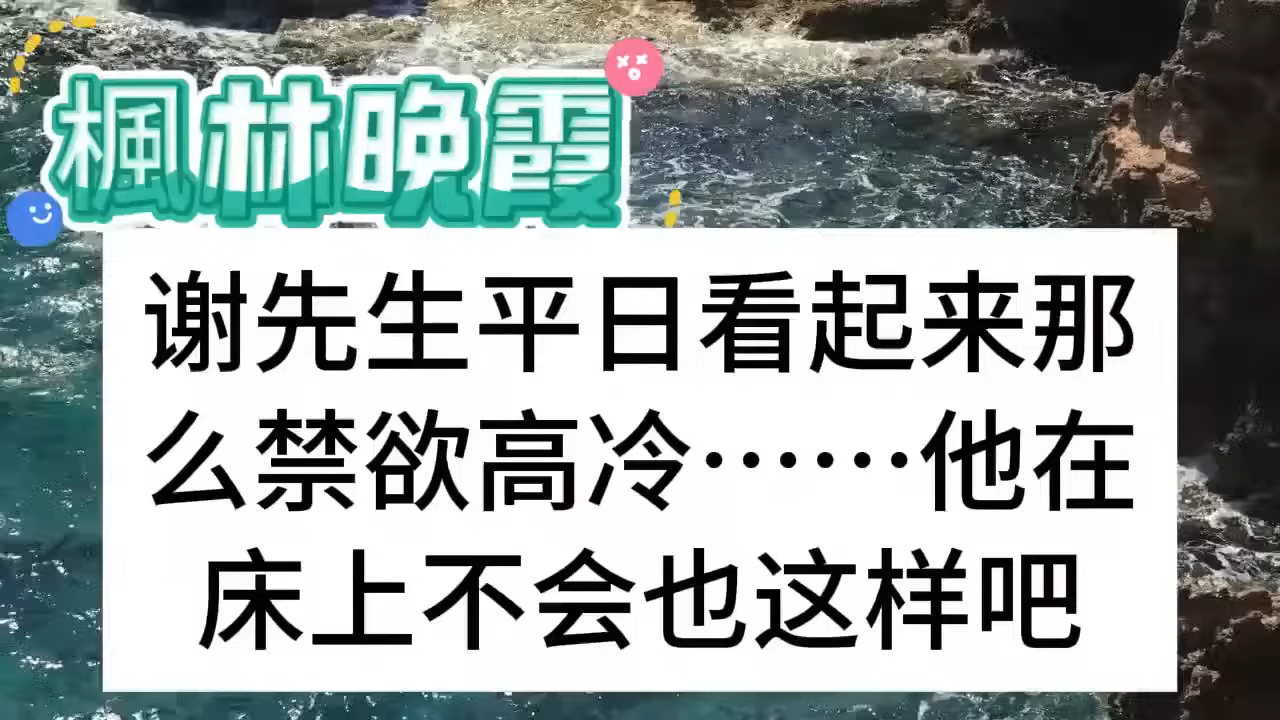 楓林晚霞
谢先生平日看起来那
么禁欲高冷……他在
床上不会也这样吧